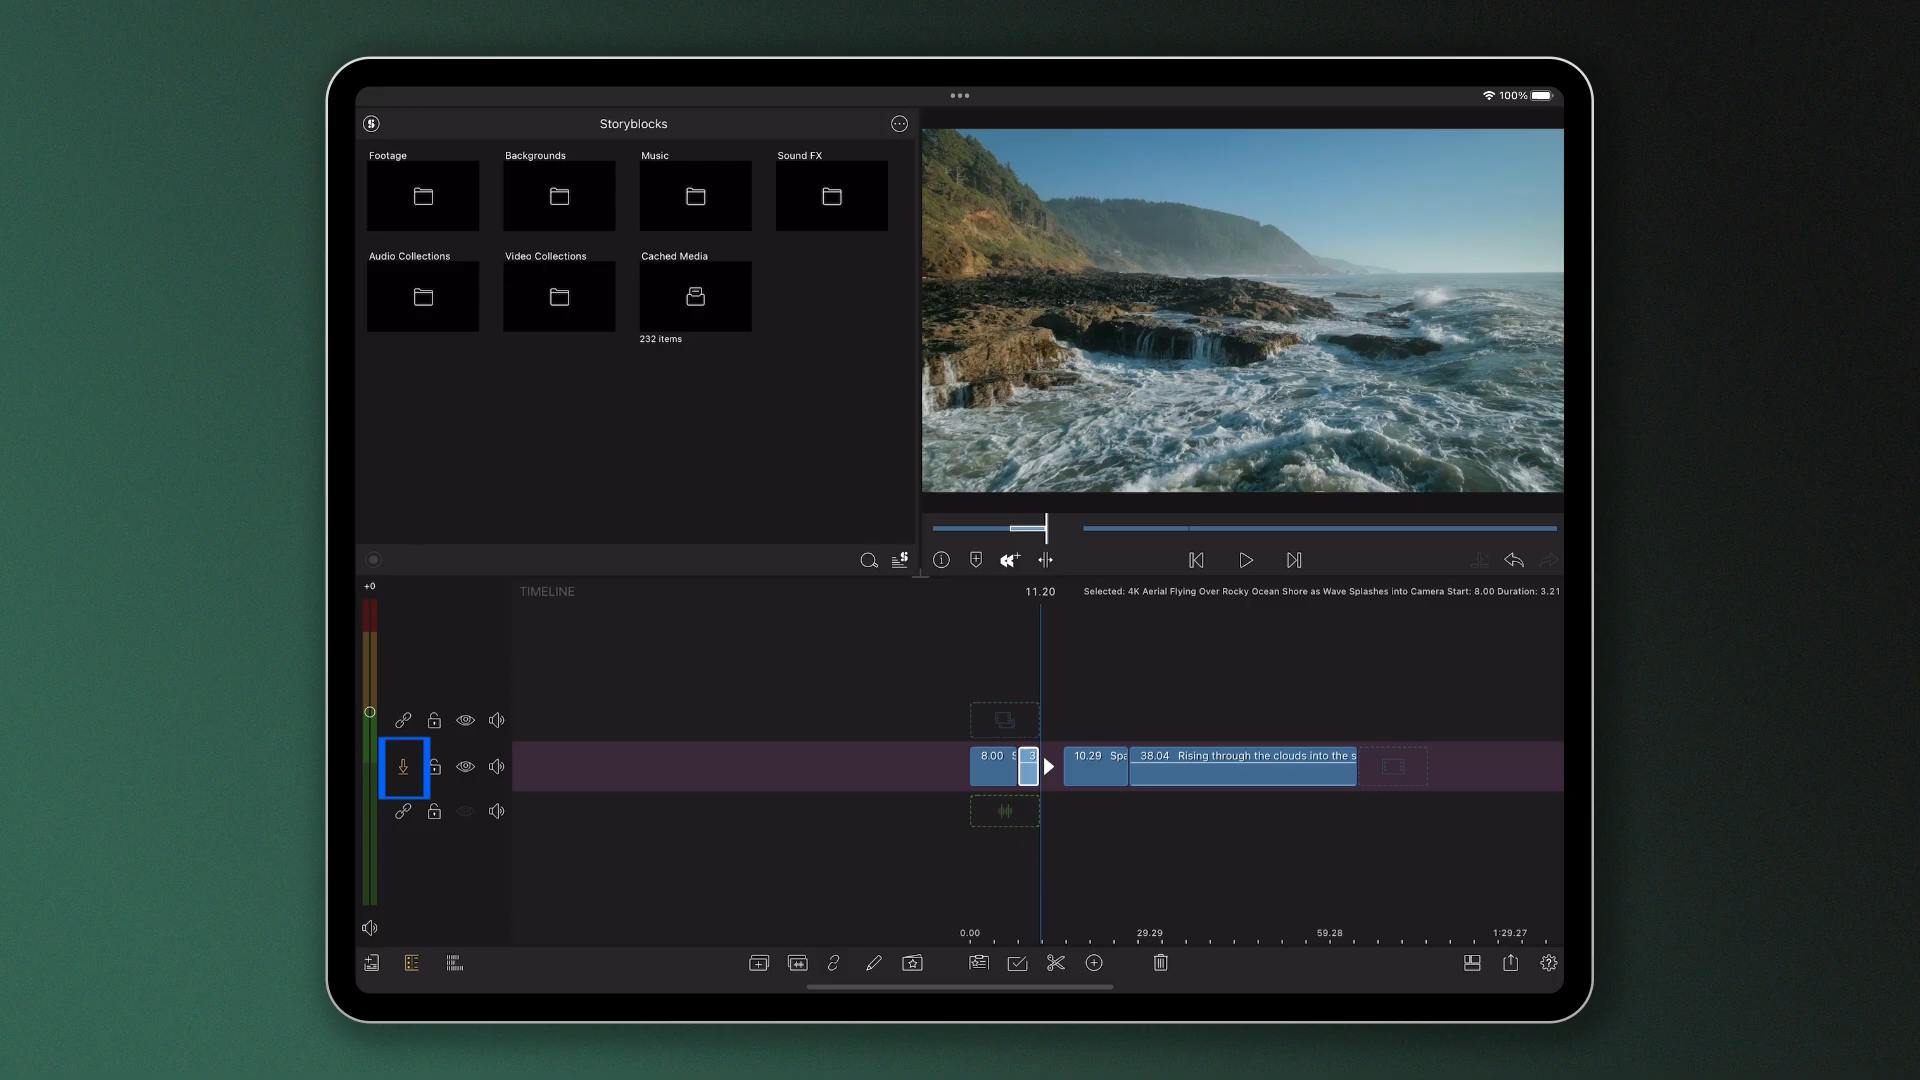 100%
Storyblocks
Footage
Backgrounds
Music
Sound FX
Audio Collections
Video Collections
Cached Media
232 items
+0
TIMELINE
11.20
Selected: 4K Aerial Flying Over Rocky Ocean Shore as Wave Splashes into Camera Start: 8.00 Duration: 3.21
8.00 S
3
10.29 Spa
38.04 Rising through the clouds into the s
0.00
29.29
59.28
1:29.27